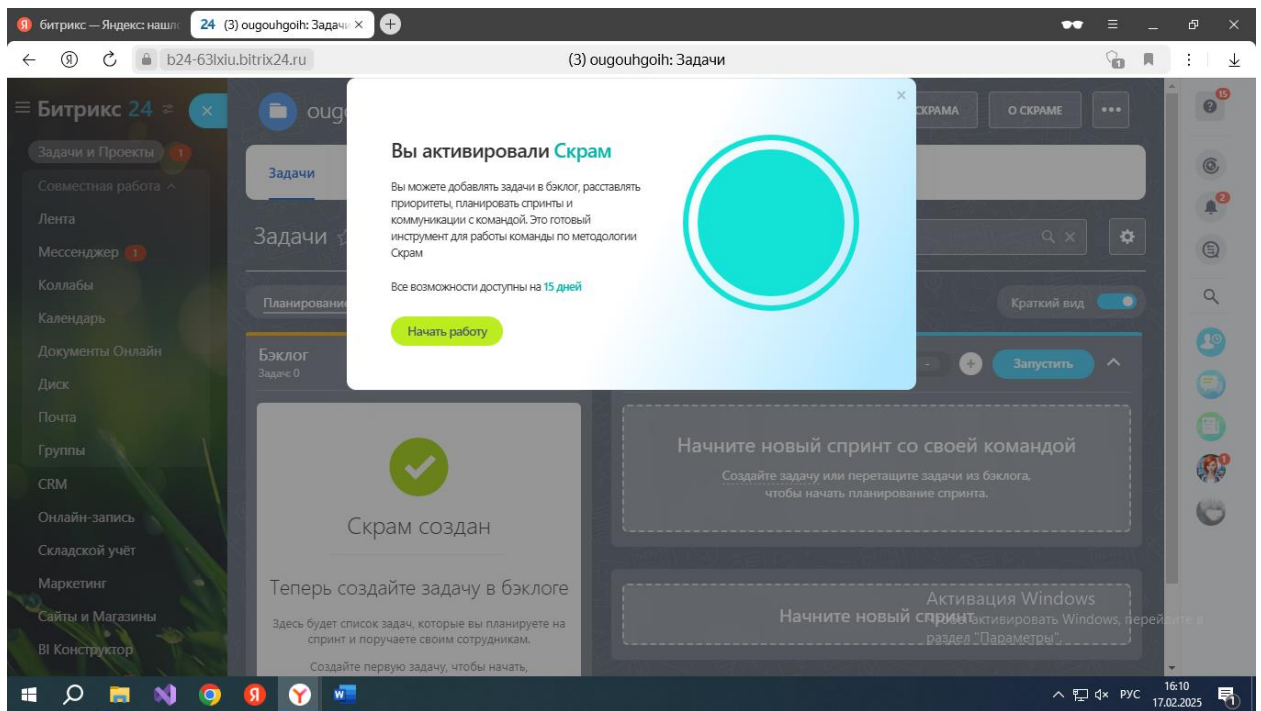 битрикс — Яндекс: нашло
24 (3) ougouhgoih: Задачи
b24-63lxiu.bitrix24.ru
(3) ougouhgoih: Задачи
1
Битрикс 24
Задачи и Проекты 1
Совместная работа
Лента
Мессенджер 1
Коллабы
Календарь
Документы Онлайн
Диск
Почта
Группы
CRM
Онлайн-запись
Складской учёт
Маркетинг
Сайты и Магазины
BI Конструктор
О СКРАМЕ
Задачи
Задачи
Краткий вид
Вы активировали Скрам
Вы можете добавлять задачи в бэклог, расставлять
приоритеты, планировать спринты и
коммуникации с командой. Это готовый
инструмент для работы команды по методологии
Скрам
Все возможности доступны на 15 дней
Начать работу
Бэклог
Задач: 0
Запустить
Скрам создан
Теперь создайте задачу в бэклоге
Здесь будет список задач, которые вы планируете на
спринт и поручаете своим сотрудникам.
Создайте первую задачу, чтобы начать,
Начните новый спринт со своей командой
Создайте задачу или перетащите задачи из бэклога,
чтобы начать планирование спринта.
Начните новый спринт
Активация Windows
Чтобы активировать Windows, перейдите в
раздел "Параметры".
15
2
1
РУС
16:10
17.02.2025
1